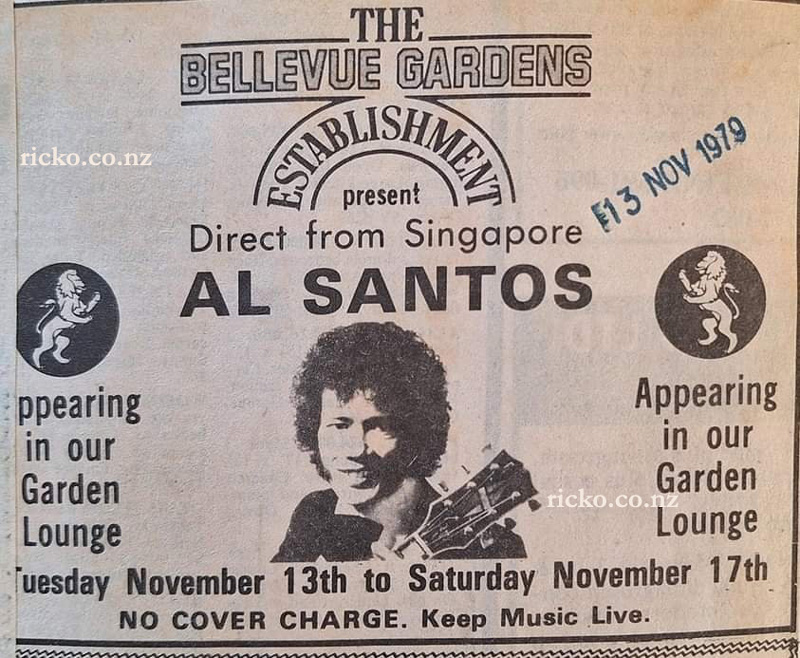 THE
BELLEVUE GARDENS
ESTABLISHMENT
present
ricko.co.nz
13 NOV 1979
Direct from Singapore
AL SANTOS
ppearing
in our
Garden
Lounge
Appearing
in our
Garden
Lounge
ricko.co.nz
Tuesday November 13th to Saturday November 17th
NO COVER CHARGE. Keep Music Live.